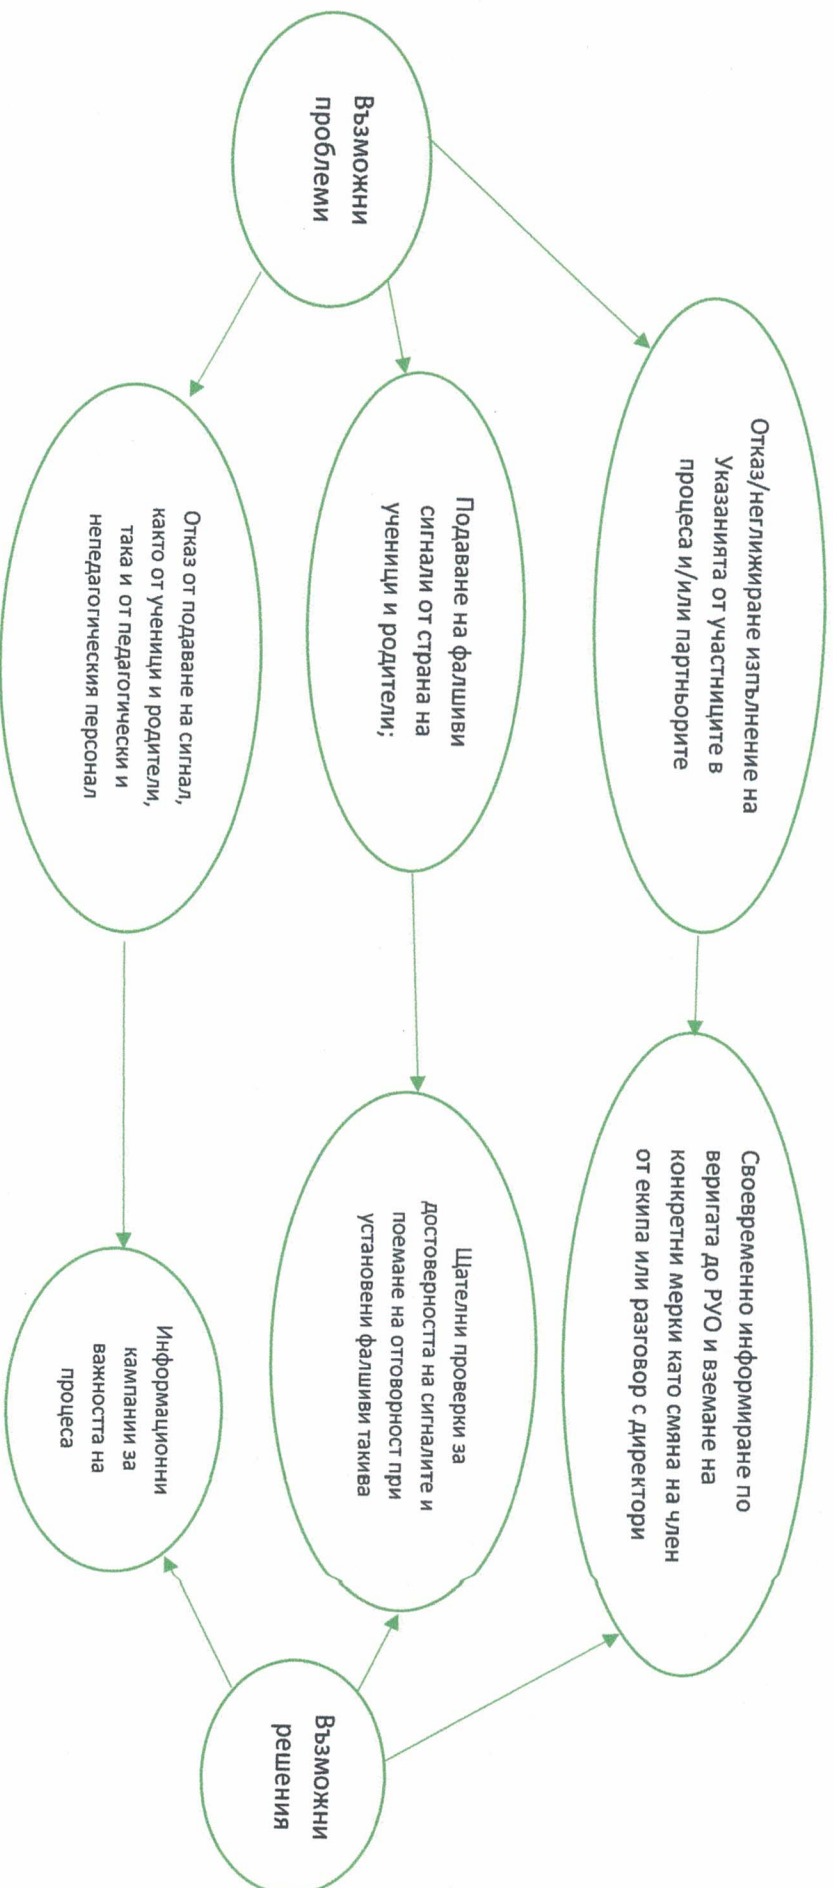 Възможни
проблеми
Отказ/неглижиране изпълнение на
Указанията от участниците в
процеса и/или партньорите
Подаване на фалшиви
сигнали от страна на
ученици и родители;
Отказ от подаване на сигнал,
както от ученици и родители,
така и от педагогически и
непедагогическия персонал
Своевременно информиране по
веригата до РУО и вземане на
конкретни мерки като смяна на член
от екипа или разговор с директори
Щателни проверки за
достоверността на сигналите и
поемане на отговорност при
установени фалшиви такива
Информационни
кампании за
важността на
процеса
Възможни
решения